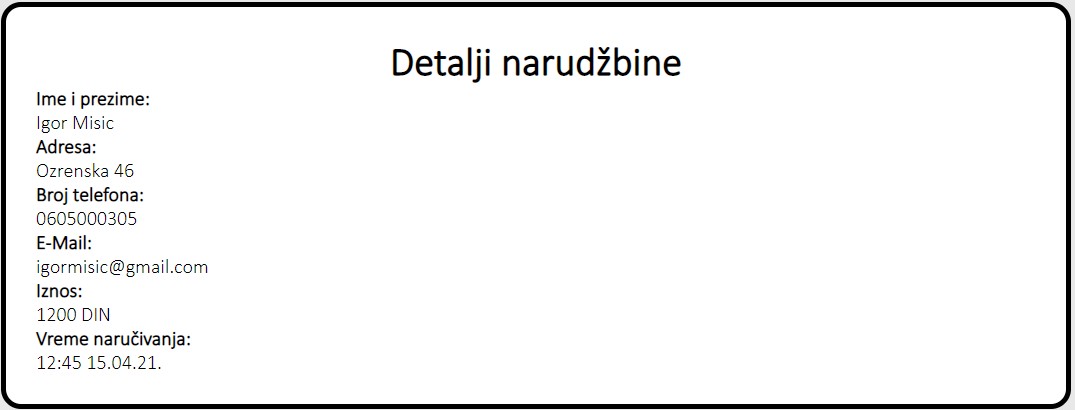 Detalji narudžbine
Ime i prezime:
Igor Misic
Adresa:
Ozrenska 46
Broj telefona:
0605000305
E-Mail:
igormisic@gmail.com
Iznos:
1200 DIN
Vreme naručivanja:
12:45 15.04.21.